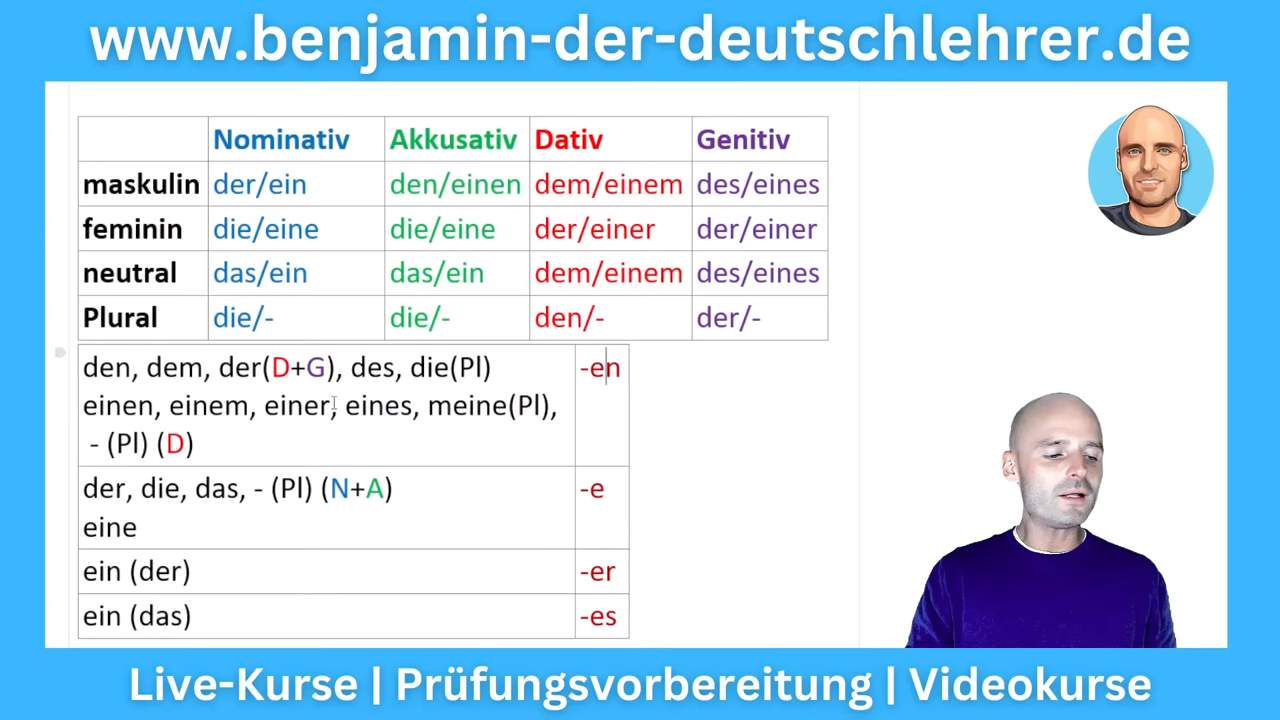 www.benjamin-der-deutschlehrer.de
Nominativ Akkusativ Dativ Genitiv
maskulin der/ein den/einen dem/einem des/eines
feminin die/eine die/eine der/einer der/einer
neutral das/ein das/ein dem/einem des/eines
Plural die/- die/- den/- der/-
den, dem, der(D+G), des, die(Pl) -en
einen, einem, einer, eines, meine(Pl),
- (Pl) (D)
der, die, das, - (Pl) (N+A) -e
eine
ein (der) -er
ein (das) -es
Live-Kurse | Prüfungsvorbereitung | Videokurse